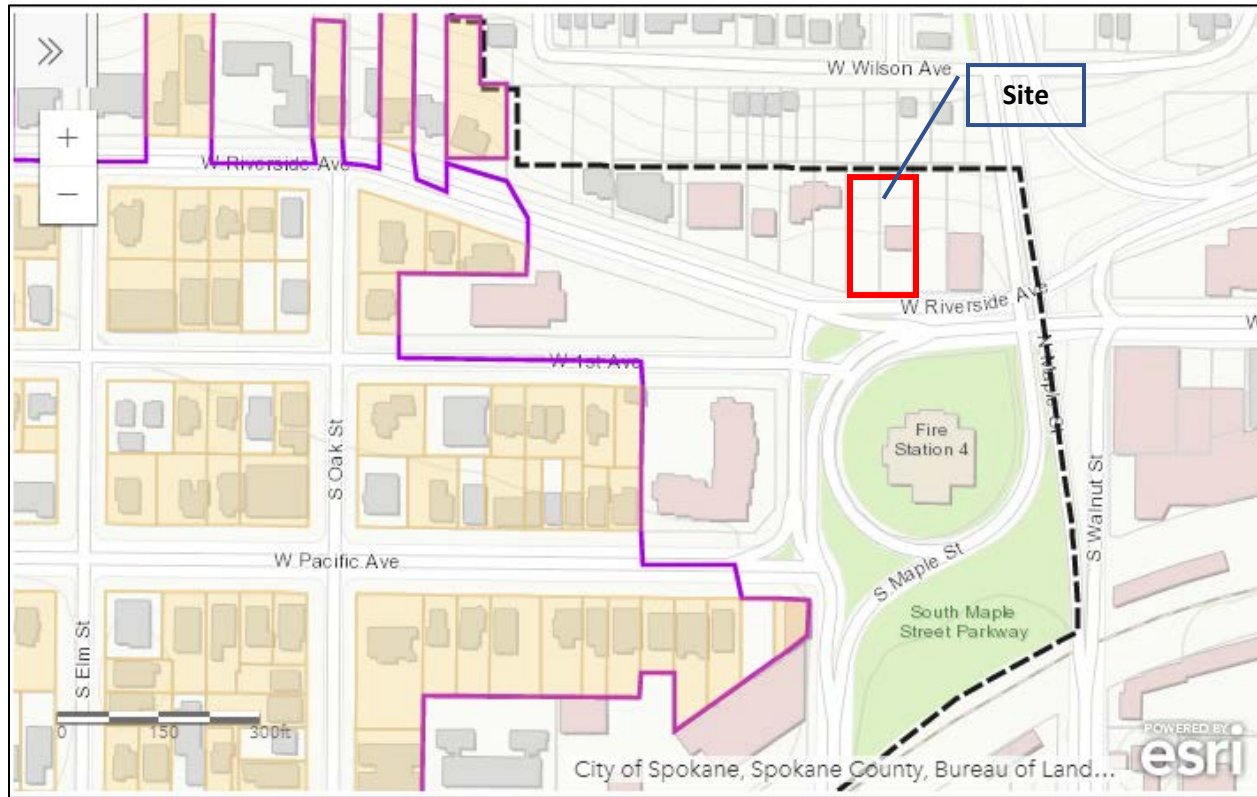 W Wilson Ave
Site
+
W Riverside Ave
−
W Riverside Ave
W 1st Ave
N Maple St
S Oak St
Fire
Station 4
S Walnut St
W Pacific Ave
S Maple St
South Maple
Street Parkway
S Elm St
0 150 300ft
POWERED BY
esri
City of Spokane, Spokane County, Bureau of Land...